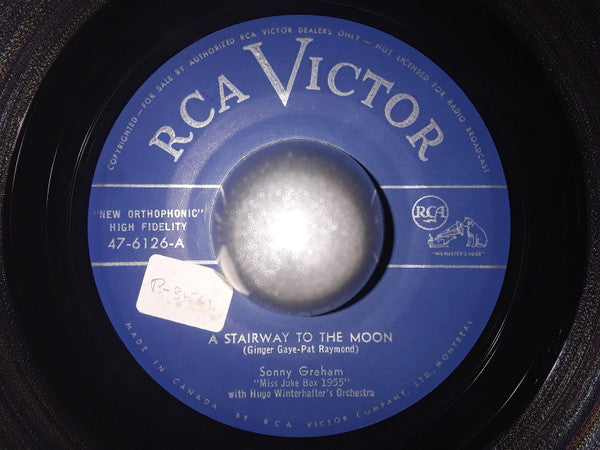 COPYRIGHTED—FOR SALE BY AUTHORIZED RCA VICTOR DEALERS ONLY — NOT LICENSED FOR RADIO BROADCAST
RCA VICTOR
"NEW ORTHOPHONIC"
HIGH FIDELITY
47-6126-A
RCA
"HIS MASTER'S VOICE"
A STAIRWAY TO THE MOON
(Ginger Gaye-Pat Raymond)
Sonny Graham
"Miss Juke Box 1955"
with Hugo Winterhalter's Orchestra
MADE IN CANADA BY RCA VICTOR COMPANY, LTD, MONTREAL